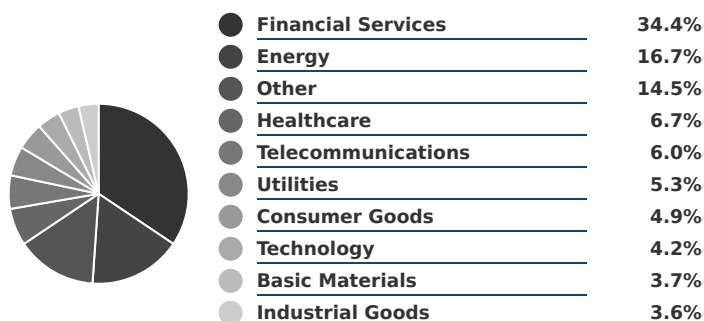 Financial Services 34.4%
Energy 16.7%
Other 14.5%
Healthcare 6.7%
Telecommunications 6.0%
Utilities 5.3%
Consumer Goods 4.9%
Technology 4.2%
Basic Materials 3.7%
Industrial Goods 3.6%